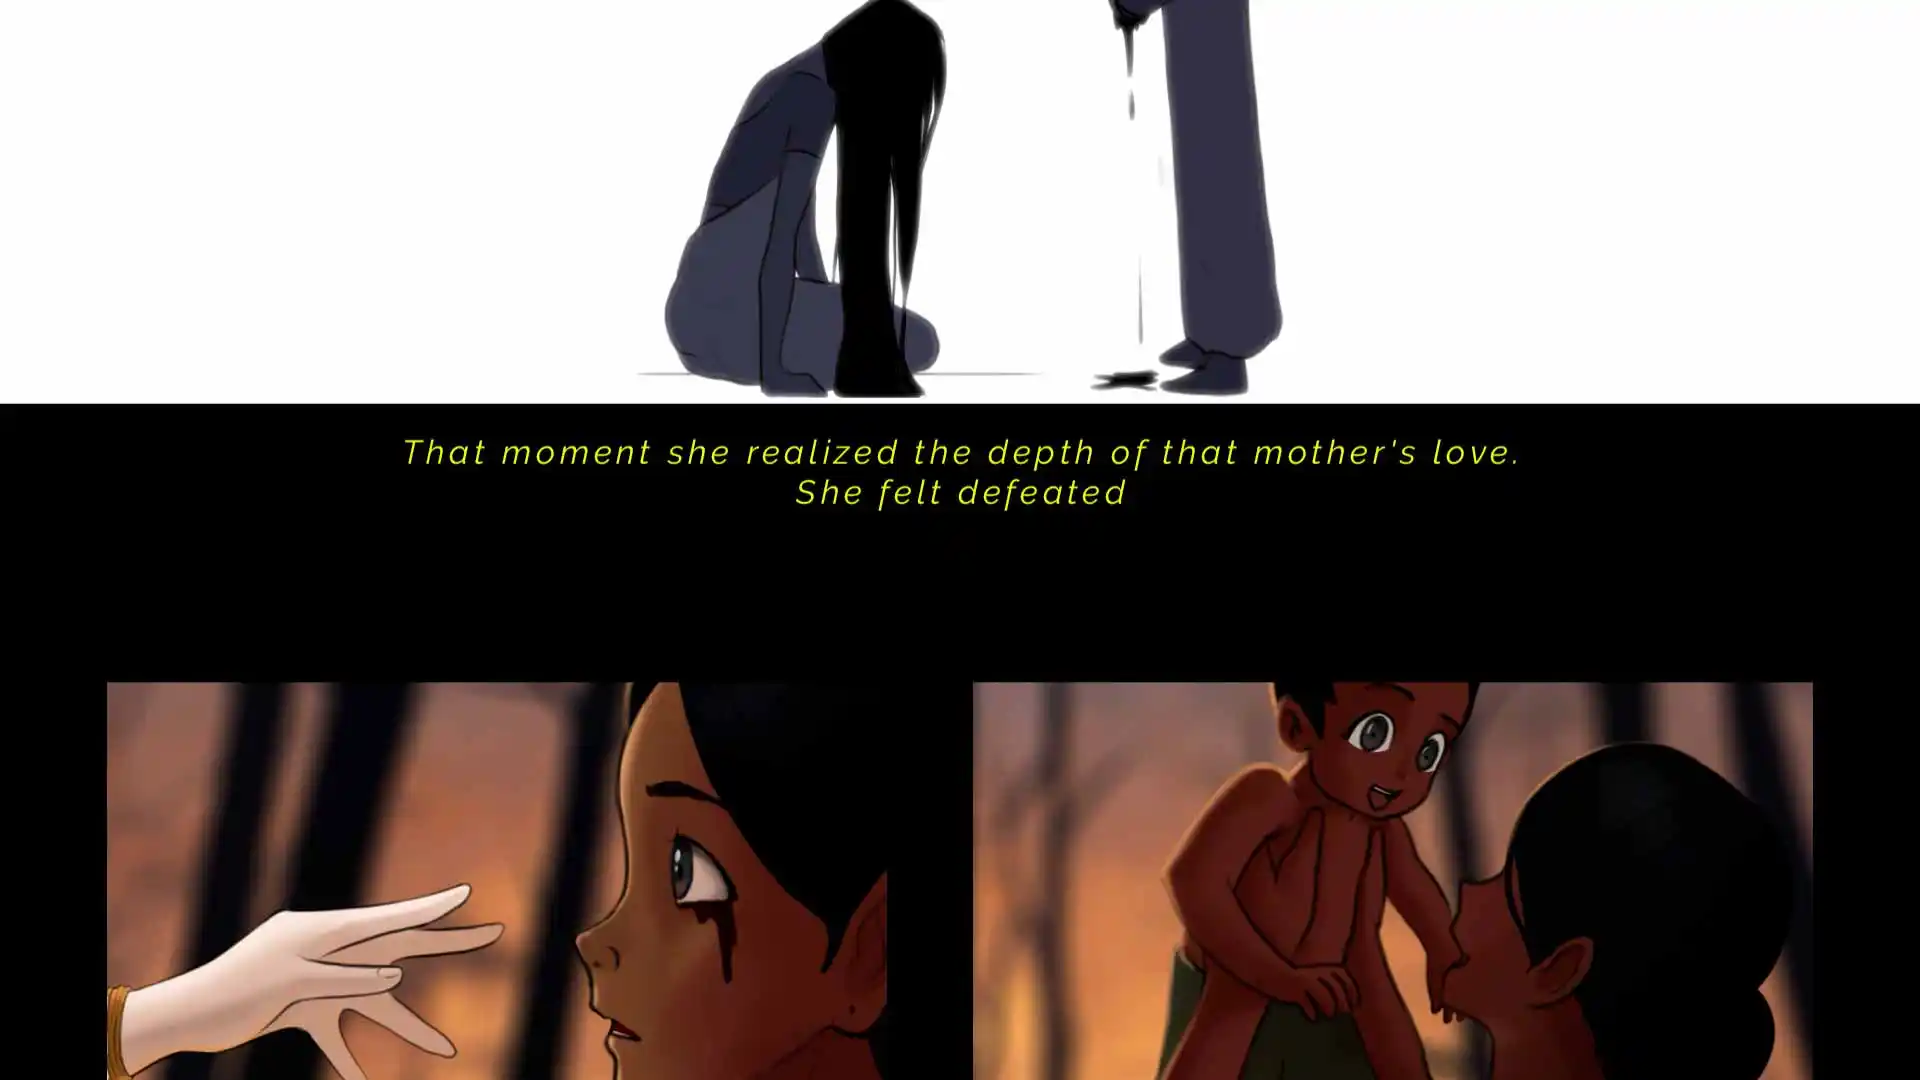 That moment she realized the depth of that mother's love.
She felt defeated